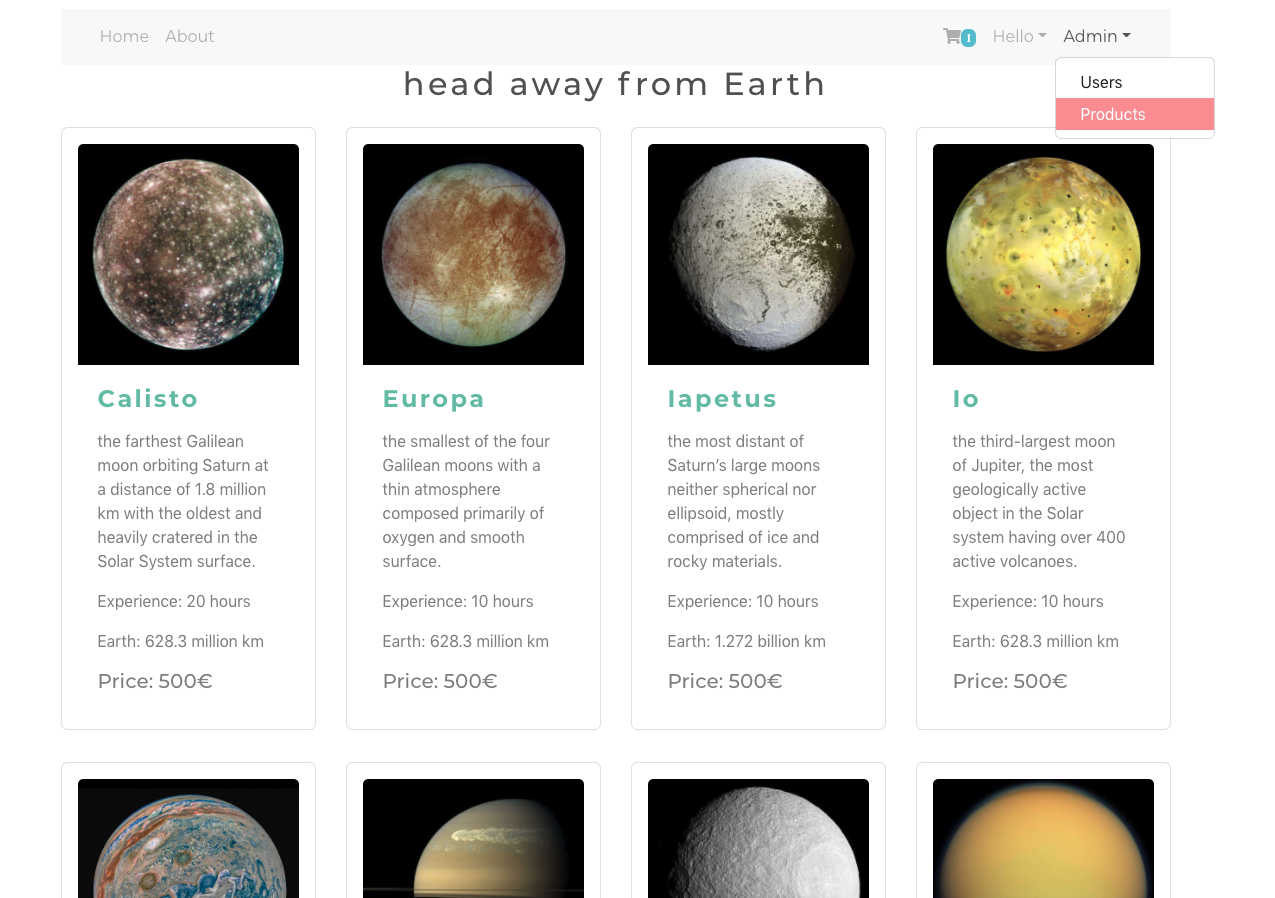 Home About 1 Hello Admin
Users
Products
head away from Earth
Calisto
the farthest Galilean
moon orbiting Saturn at
a distance of 1.8 million
km with the oldest and
heavily cratered in the
Solar System surface.
Experience: 20 hours
Earth: 628.3 million km
Price: 500€
Europa
the smallest of the four
Galilean moons with a
thin atmosphere
composed primarily of
oxygen and smooth
surface.
Experience: 10 hours
Earth: 628.3 million km
Price: 500€
Iapetus
the most distant of
Saturn’s large moons
neither spherical nor
ellipsoid, mostly
comprised of ice and
rocky materials.
Experience: 10 hours
Earth: 1.272 billion km
Price: 500€
Io
the third-largest moon
of Jupiter, the most
geologically active
object in the Solar
system having over 400
active volcanoes.
Experience: 10 hours
Earth: 628.3 million km
Price: 500€